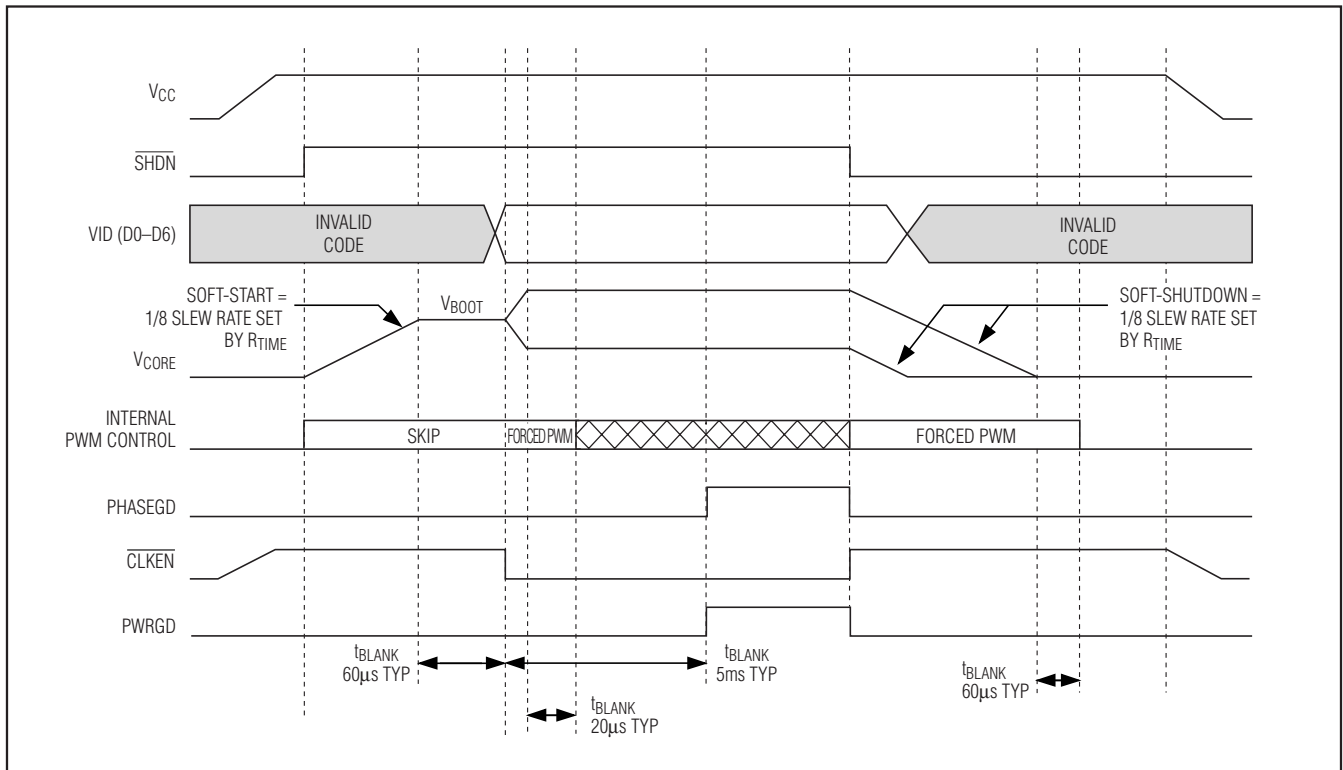 VCC
SHDN
VID (D0–D6)
INVALID
CODE
INVALID
CODE
SOFT-START =
1/8 SLEW RATE SET
BY RTIME
VBOOT
SOFT-SHUTDOWN =
1/8 SLEW RATE SET
BY RTIME
VCORE
INTERNAL
PWM CONTROL
SKIP
FORCED PWM
FORCED PWM
PHASEGD
CLKEN
PWRGD
tBLANK
60μs TYP
tBLANK
5ms TYP
tBLANK
60μs TYP
tBLANK
20μs TYP